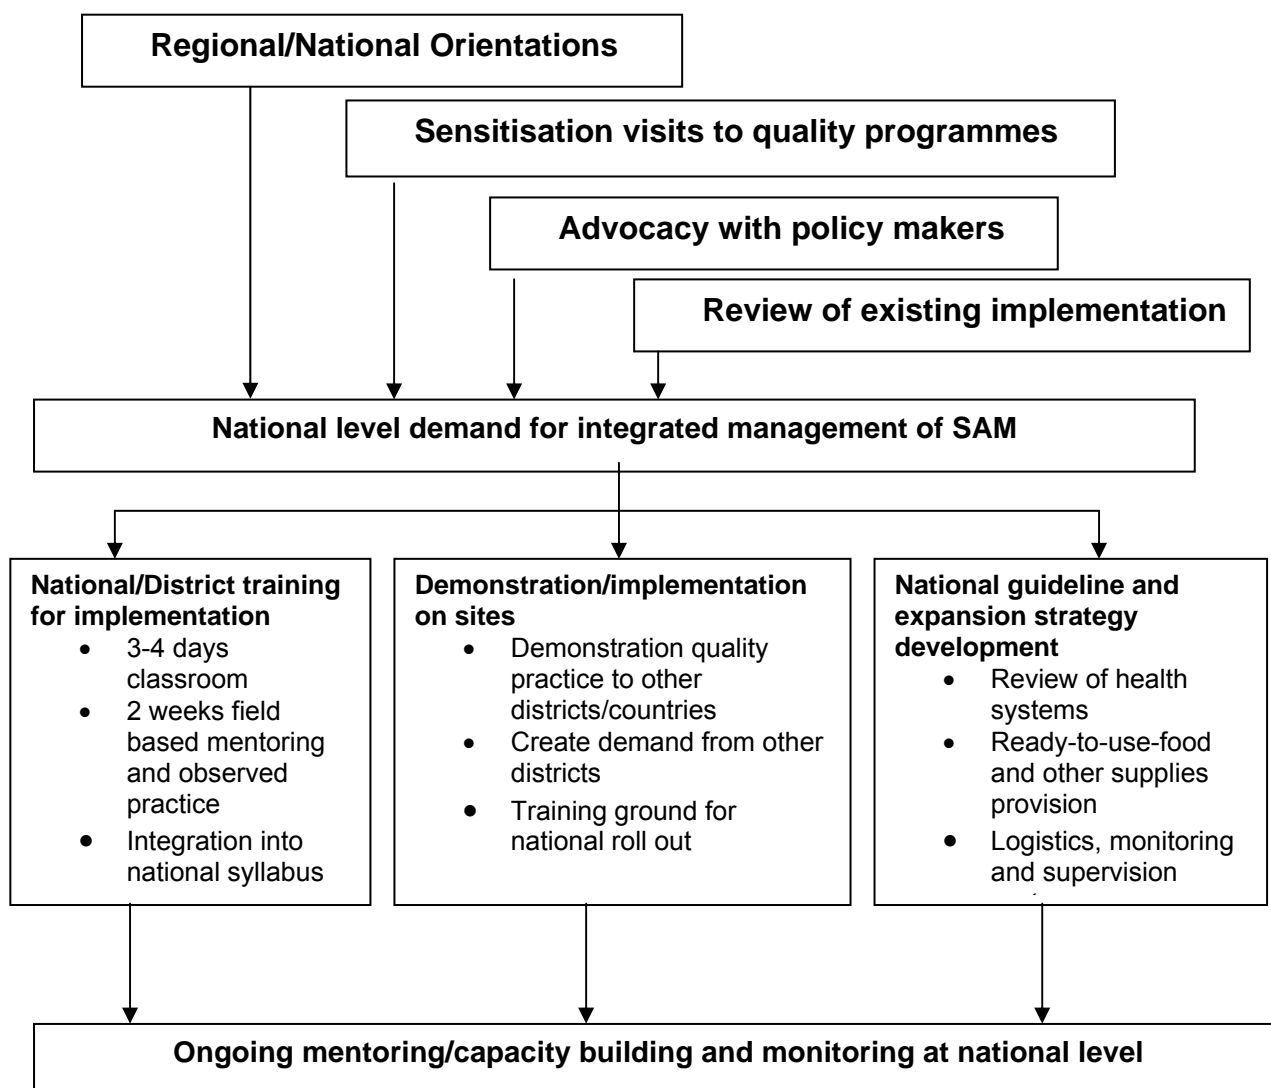 Regional/National Orientations
Sensitisation visits to quality programmes
Advocacy with policy makers
Review of existing implementation
National level demand for integrated management of SAM
National/District training
for implementation
• 3-4 days
classroom
• 2 weeks field
based mentoring
and observed
practice
• Integration into
national syllabus
Demonstration/implementation
on sites
• Demonstration quality
practice to other
districts/countries
• Create demand from other
districts
• Training ground for
national roll out
National guideline and
expansion strategy
development
• Review of health
systems
• Ready-to-use-food
and other supplies
provision
• Logistics, monitoring
and supervision
Ongoing mentoring/capacity building and monitoring at national level